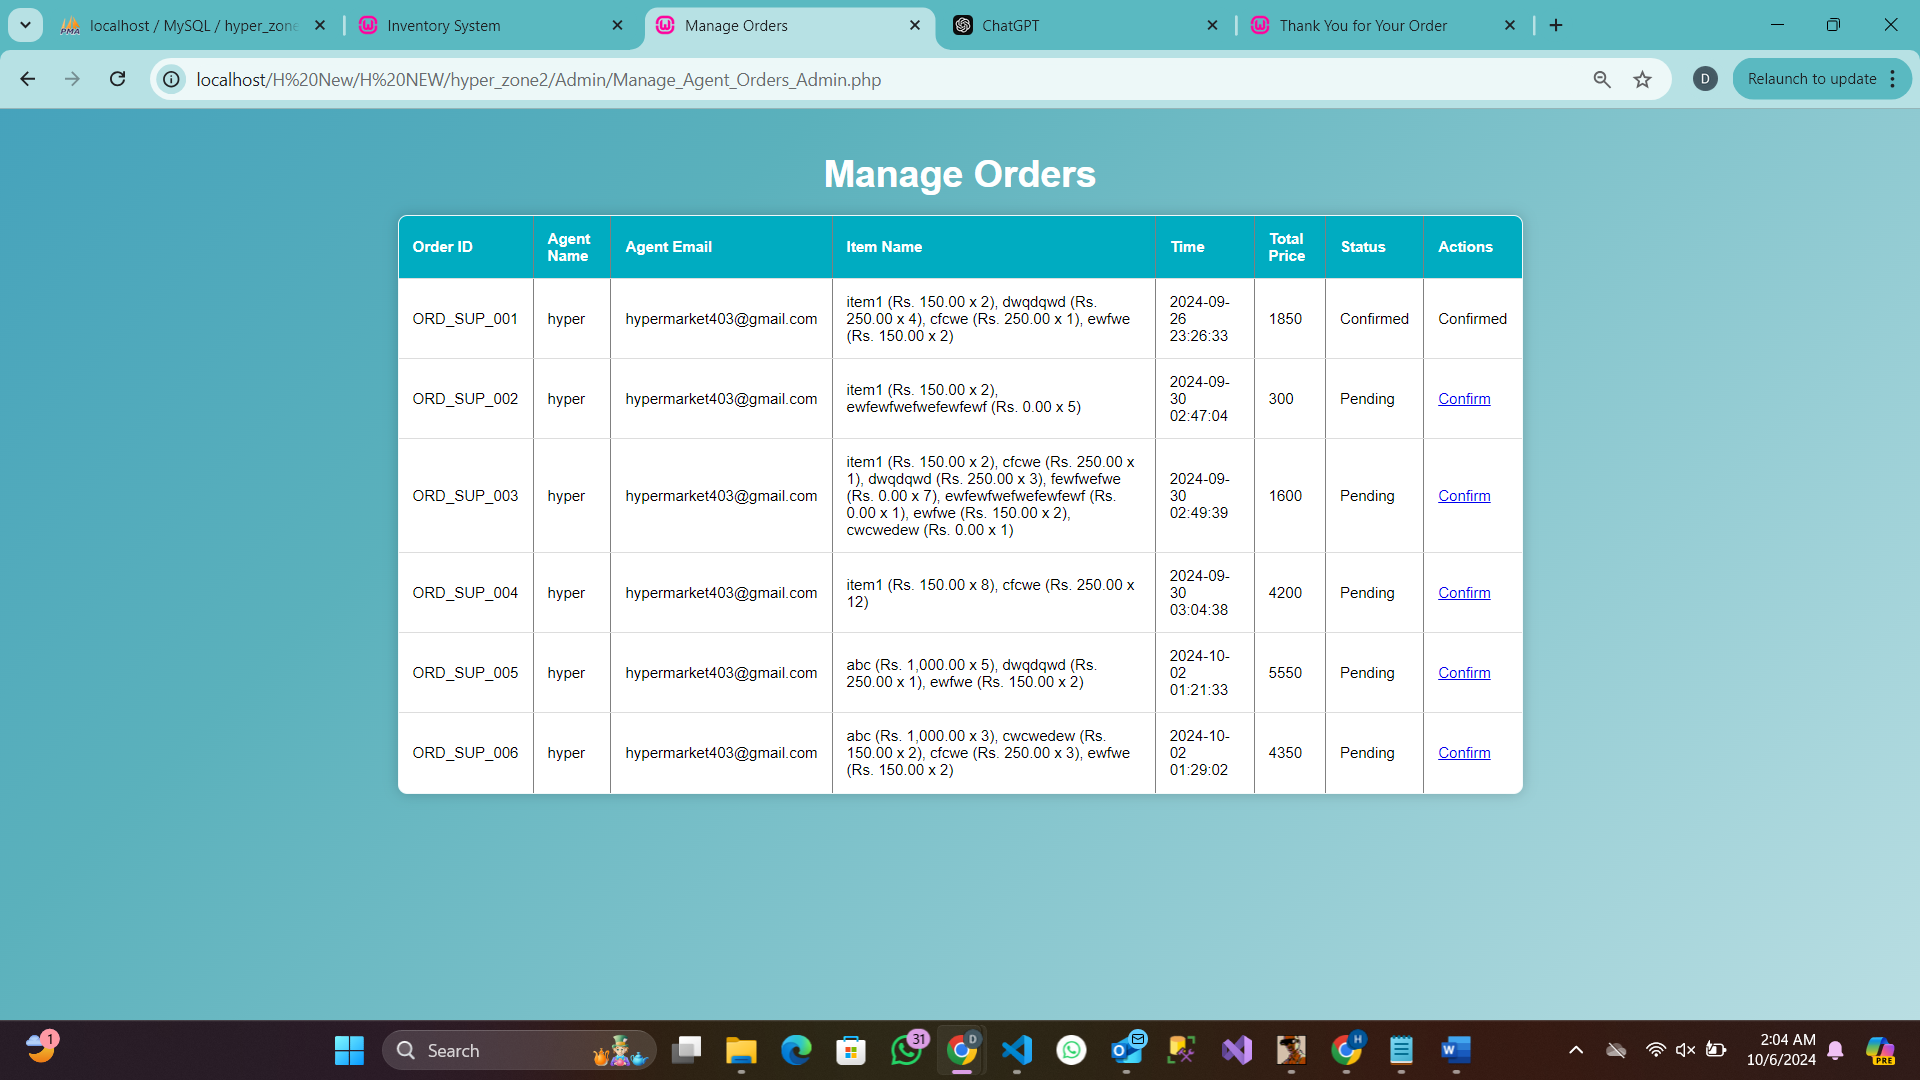 localhost / MySQL / hyper_zone
Inventory System
Manage Orders
ChatGPT
Thank You for Your Order
localhost/H%20New/H%20NEW/hyper_zone2/Admin/Manage_Agent_Orders_Admin.php
D
Relaunch to update
Manage Orders
Order ID
Agent
Name
Agent Email
Item Name
Time
Total
Price
Status
Actions
ORD_SUP_001
hyper
hypermarket403@gmail.com
item1 (Rs. 150.00 x 2), dwqdqwd (Rs.
250.00 x 4), cfcwe (Rs. 250.00 x 1), ewfwe
(Rs. 150.00 x 2)
2024-09-
26
23:26:33
1850
Confirmed
Confirmed
ORD_SUP_002
hyper
hypermarket403@gmail.com
item1 (Rs. 150.00 x 2),
ewfewfwefwefewfewf (Rs. 0.00 x 5)
2024-09-
30
02:47:04
300
Pending
Confirm
ORD_SUP_003
hyper
hypermarket403@gmail.com
item1 (Rs. 150.00 x 2), cfcwe (Rs. 250.00 x
1), dwqdqwd (Rs. 250.00 x 3), fewfwefwe
(Rs. 0.00 x 7), ewfewfwefwefewfewf (Rs.
0.00 x 1), ewfwe (Rs. 150.00 x 2),
cwcwedew (Rs. 0.00 x 1)
2024-09-
30
02:49:39
1600
Pending
Confirm
ORD_SUP_004
hyper
hypermarket403@gmail.com
item1 (Rs. 150.00 x 8), cfcwe (Rs. 250.00 x
12)
2024-09-
30
03:04:38
4200
Pending
Confirm
ORD_SUP_005
hyper
hypermarket403@gmail.com
abc (Rs. 1,000.00 x 5), dwqdqwd (Rs.
250.00 x 1), ewfwe (Rs. 150.00 x 2)
2024-10-
02
01:21:33
5550
Pending
Confirm
ORD_SUP_006
hyper
hypermarket403@gmail.com
abc (Rs. 1,000.00 x 3), cwcwedew (Rs.
150.00 x 2), cfcwe (Rs. 250.00 x 3), ewfwe
(Rs. 150.00 x 2)
2024-10-
02
01:29:02
4350
Pending
Confirm
1
Search
31
D
H
PRE
2:04 AM
10/6/2024